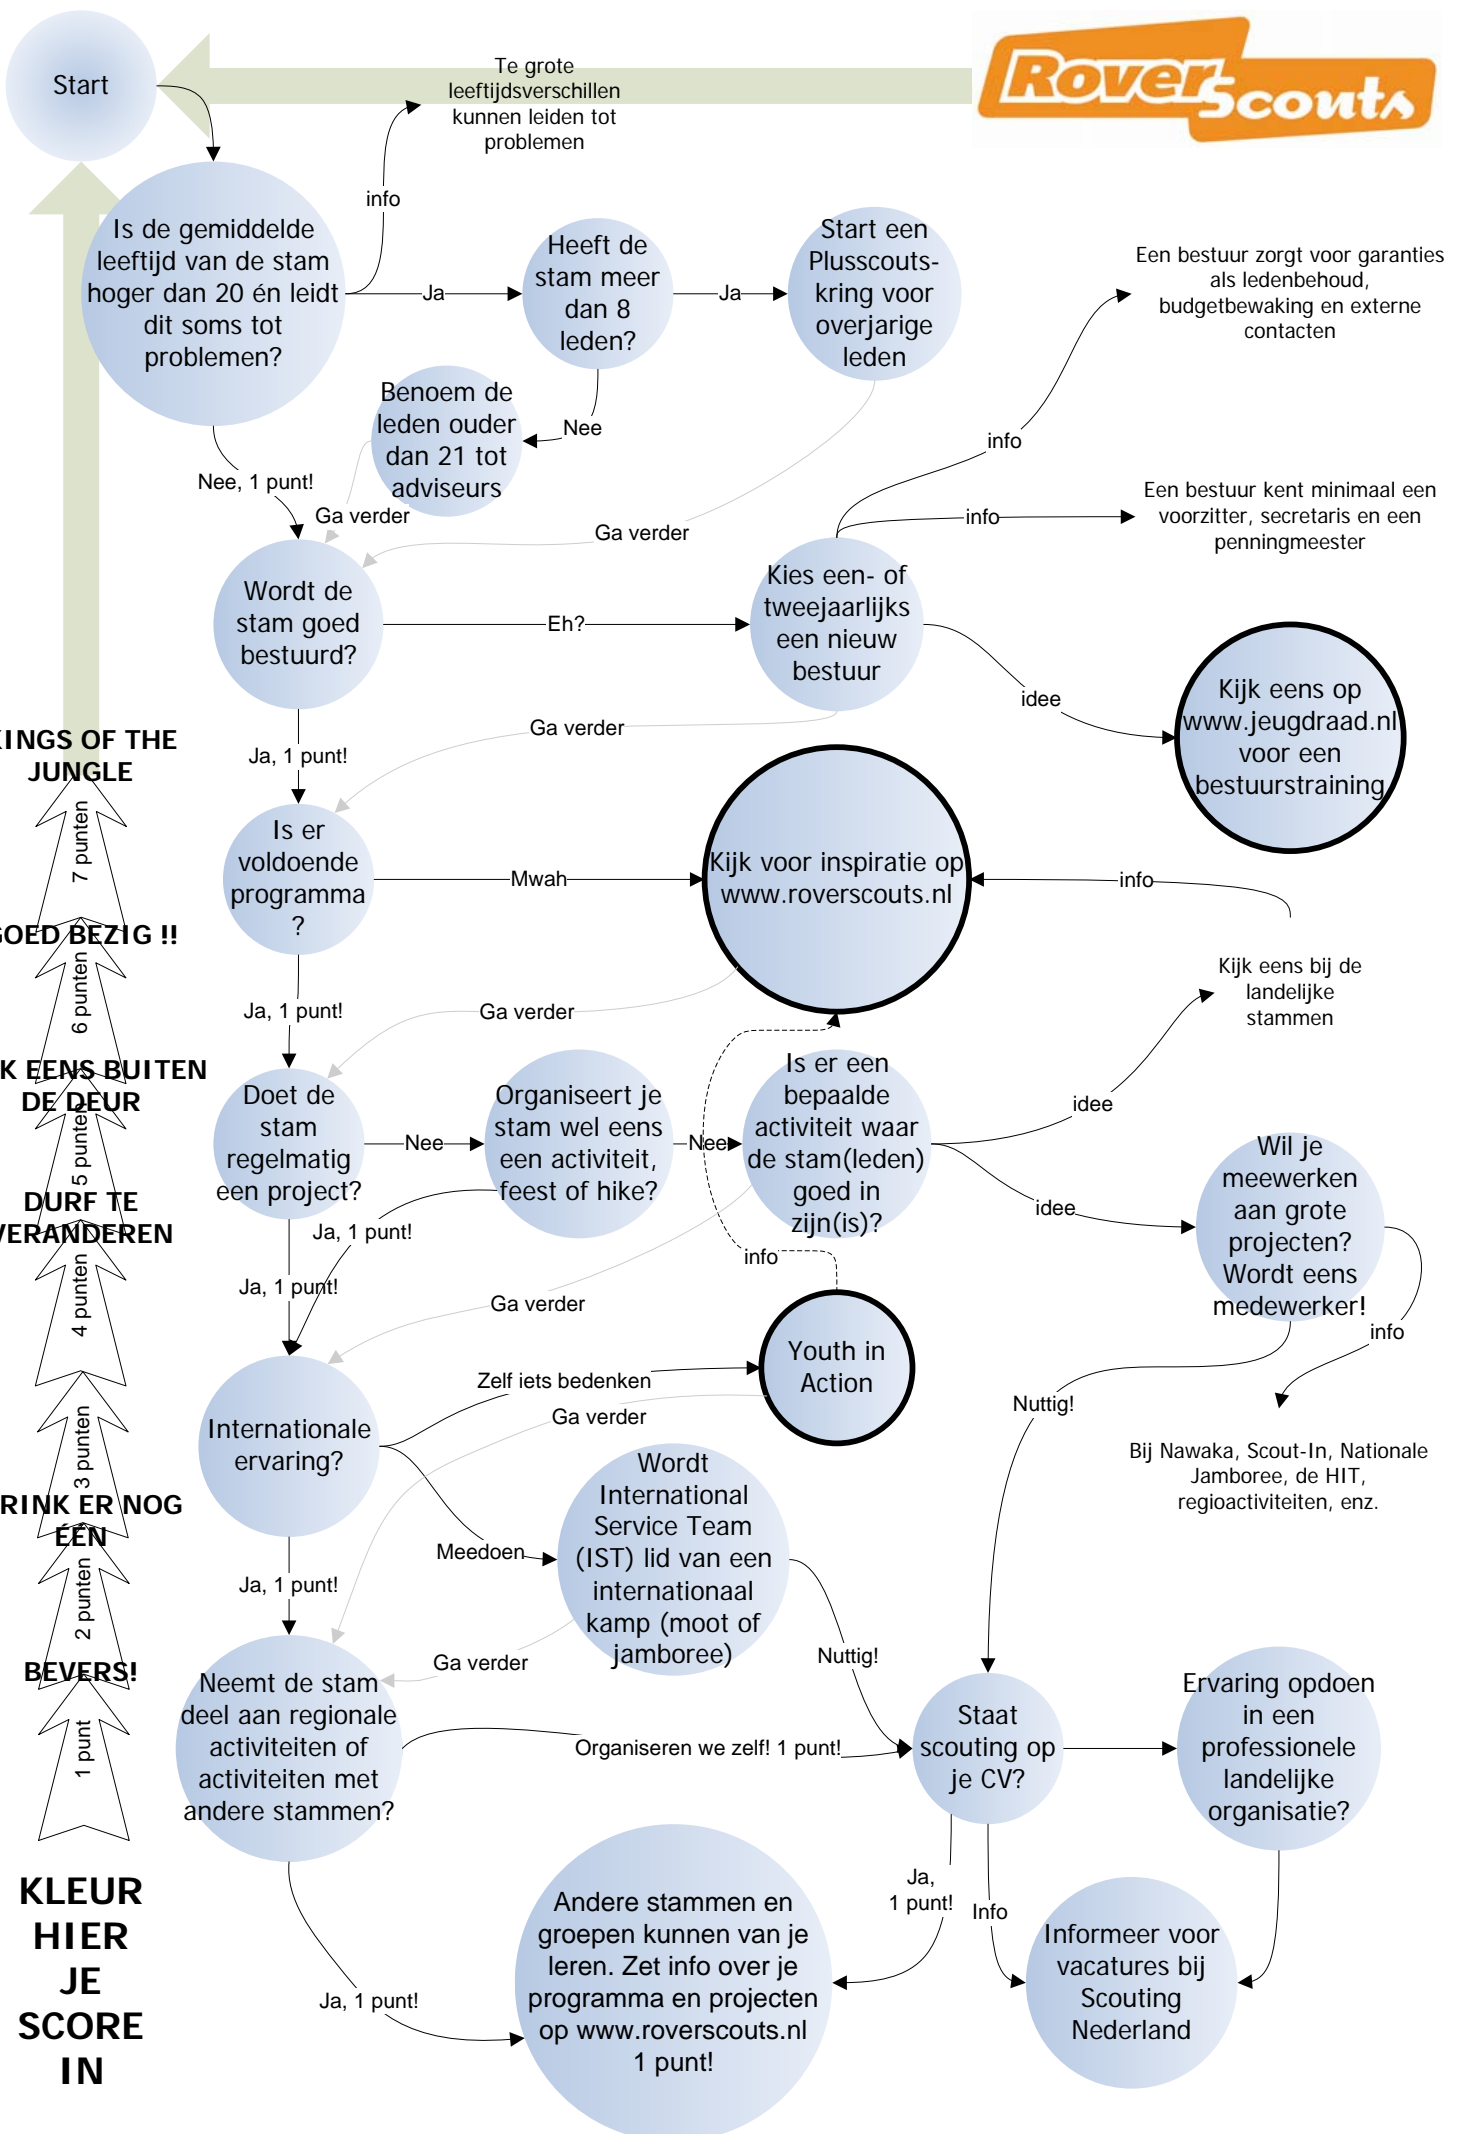 Start
Te grote
leeftijdsverschillen
kunnen leiden tot
problemen
Rover
Scouts
info
Is de gemiddelde
leeftijd van de stam
hoger dan 20 én leidt
dit soms tot
problemen?
Ja
Heeft de
stam meer
dan 8
leden?
Ja
Start een
Plusscouts-
kring voor
overjarige
leden
Een bestuur zorgt voor garanties
als ledenbehoud,
budgetbewaking en externe
contacten
Benoem de
leden ouder
dan 21 tot
adviseurs
Nee
info
Nee, 1 punt!
Ga verder
Ga verder
info
Een bestuur kent minimaal een
voorzitter, secretaris en een
penningmeester
Wordt de
stam goed
bestuurd?
Eh?
Kies een- of
tweejaarlijks
een nieuw
bestuur
idee
Kijk eens op
www.jeugdraad.nl
voor een
bestuurstraining
Ga verder
Ja, 1 punt!
KINGS OF THE
JUNGLE
7 punten
Is er
voldoende
programma
?
Mwah
Kijk voor inspiratie op
www.roverscouts.nl
info
GOED BEZIG !!
6 punten
Kijk eens bij de
landelijke
stammen
Ja, 1 punt!
Ga verder
K EENS BUITEN
DE DEUR
5 punten
Doet de
stam
regelmatig
een project?
Nee
Organiseert je
stam wel eens
een activiteit,
feest of hike?
Nee
Is er een
bepaalde
activiteit waar
de stam(leden)
goed in
zijn(is)?
idee
idee
Wil je
meewerken
aan grote
projecten?
Wordt eens
medewerker!
DURF TE
VERANDEREN
4 punten
Ja, 1 punt!
Ja, 1 punt!
info
Ga verder
info
Youth in
Action
Zelf iets bedenken
Ga verder
Nuttig!
Internationale
ervaring?
3 punten
Bij Nawaka, Scout-In, Nationale
Jamboree, de HIT,
regioactiviteiten, enz.
RINK ER NOG
ÉÉN
2 punten
Meedoen
Wordt
International
Service Team
(IST) lid van een
internationaal
kamp (moot of
jamboree)
Ja, 1 punt!
Ga verder
Nuttig!
BEVERS!
1 punt
Neemt de stam
deel aan regionale
activiteiten of
activiteiten met
andere stammen?
Organiseren we zelf! 1 punt!
Staat
scouting op
je CV?
Ervaring opdoen
in een
professionele
landelijke
organisatie?
KLEUR
HIER
JE
SCORE
IN
Ja, 1 punt!
Andere stammen en
groepen kunnen van je
leren. Zet info over je
programma en projecten
op www.roverscouts.nl
1 punt!
Ja,
1 punt!
Info
Informeer voor
vacatures bij
Scouting
Nederland